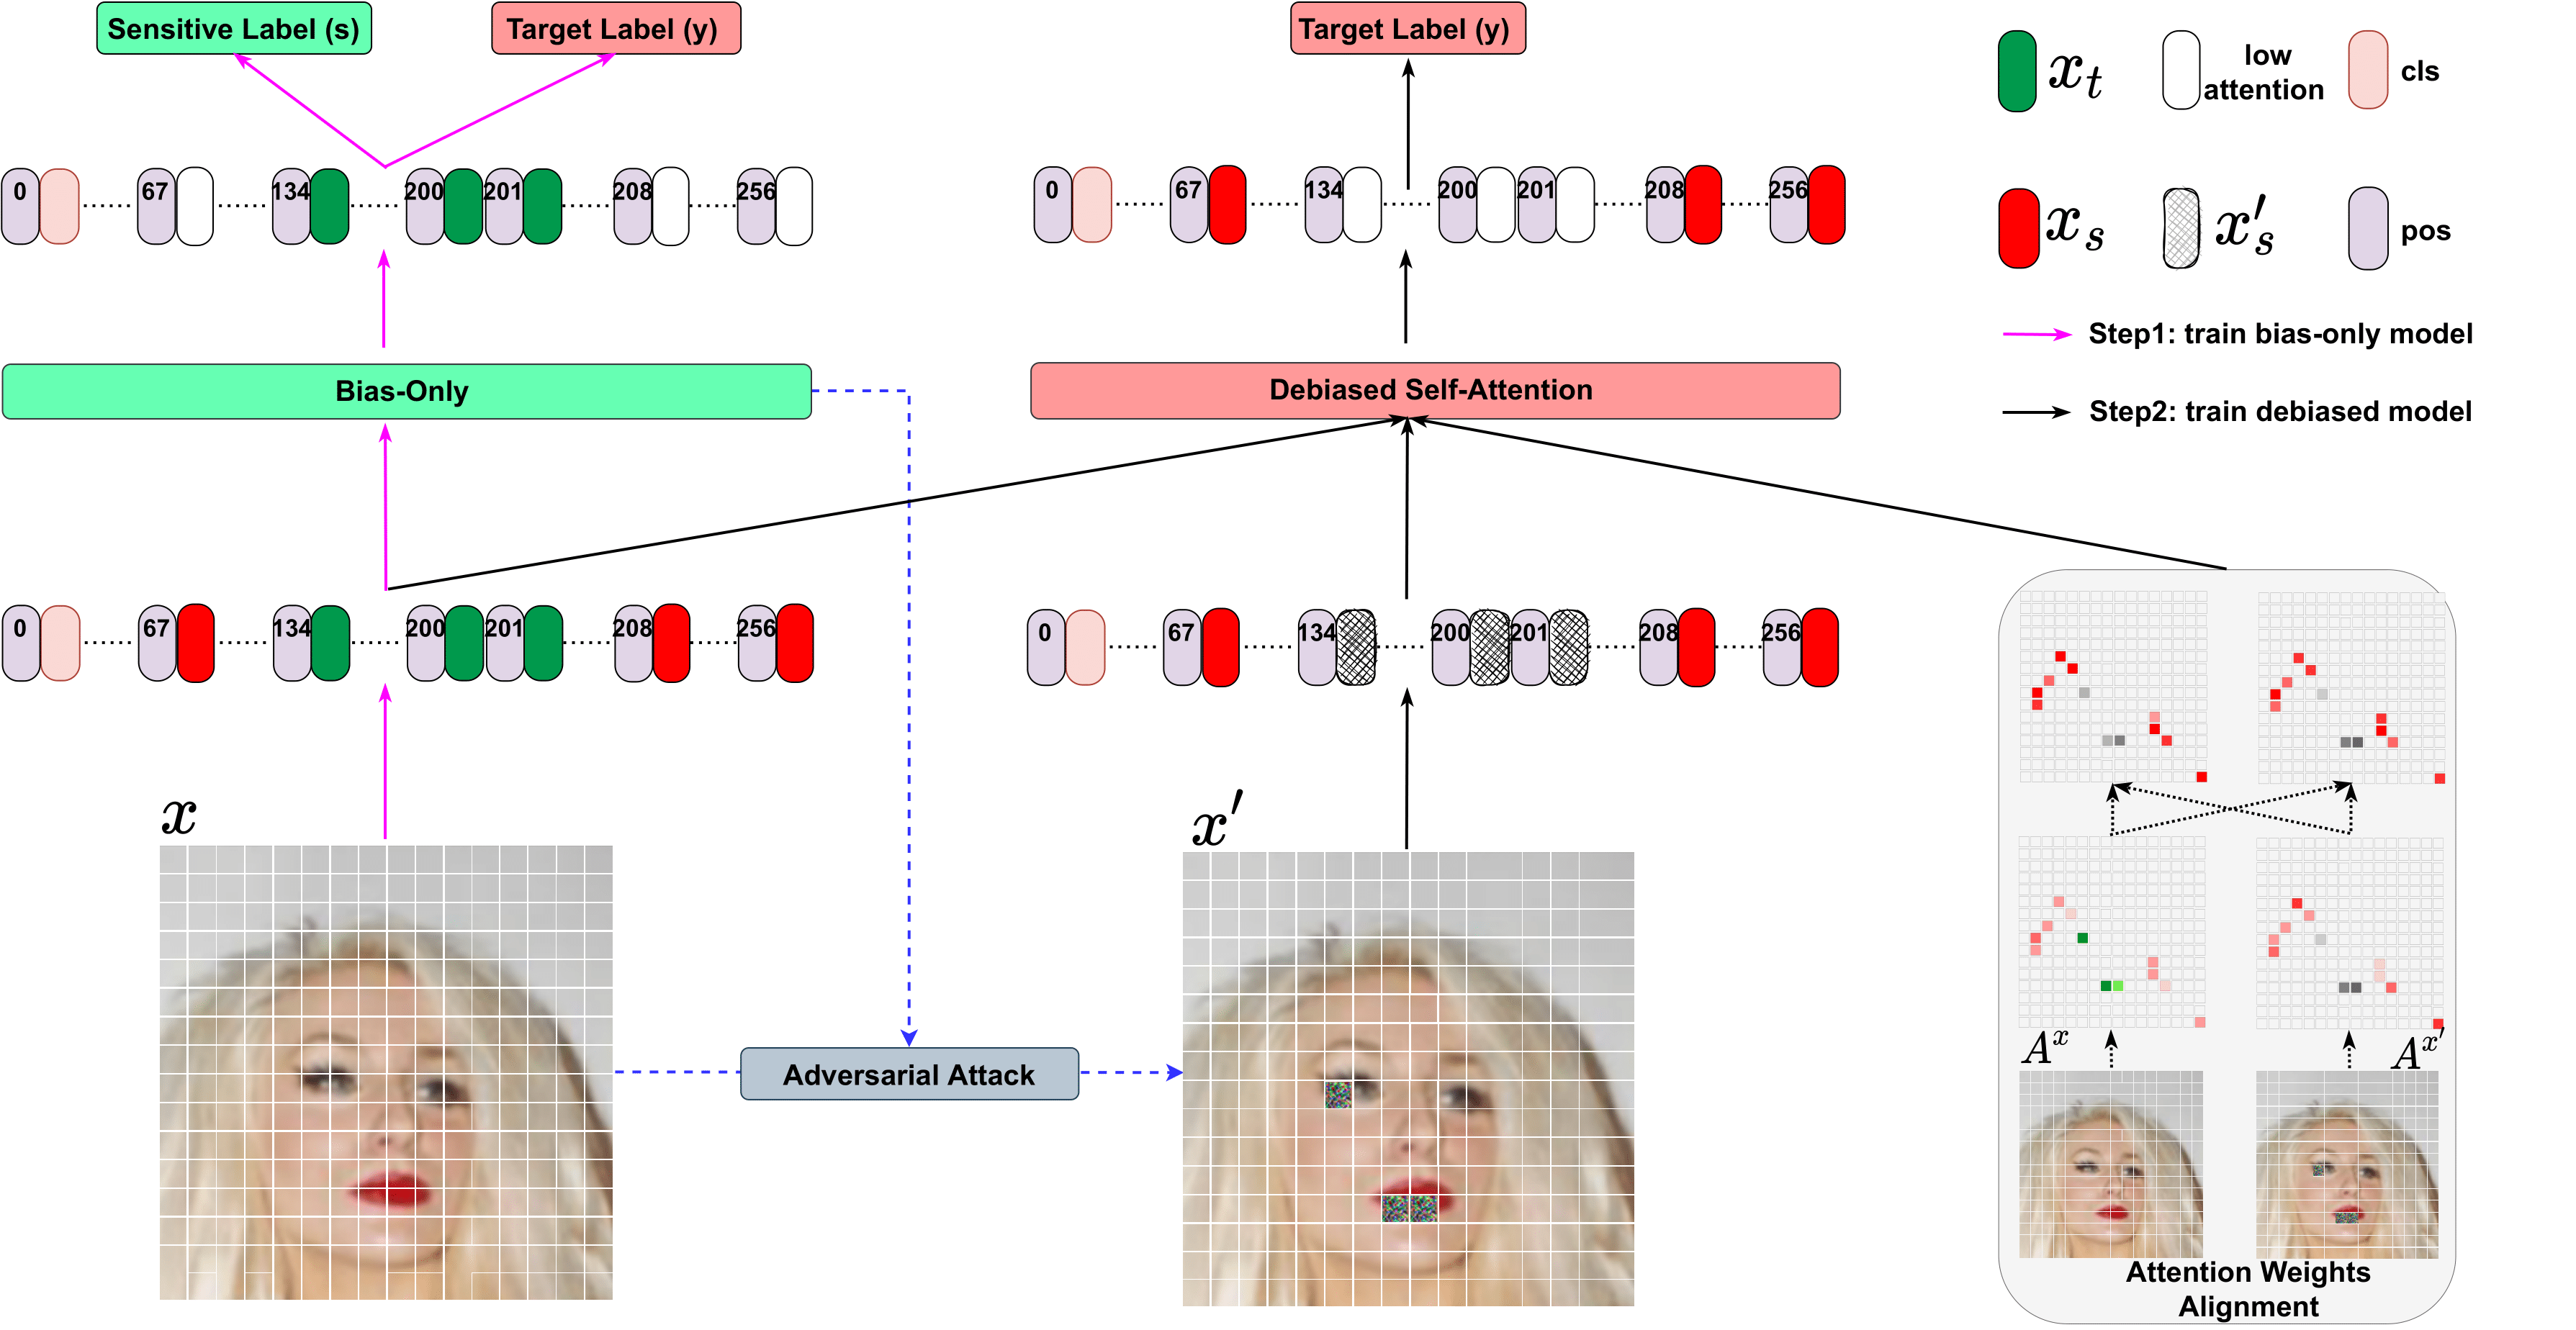 Sensitive Label (s)
Target Label (y)
Target Label (y)
x_t
low
attention
cls
0 67 134 200 201 208 256
0 67 134 200 201 208 256
x_s
x'_s
pos
Step1: train bias-only model
Bias-Only
Debiased Self-Attention
Step2: train debiased model
0 67 134 200 201 208 256
0 67 134 200 201 208 256
x
x'
A^x
A^{x'}
Adversarial Attack
Attention Weights
Alignment